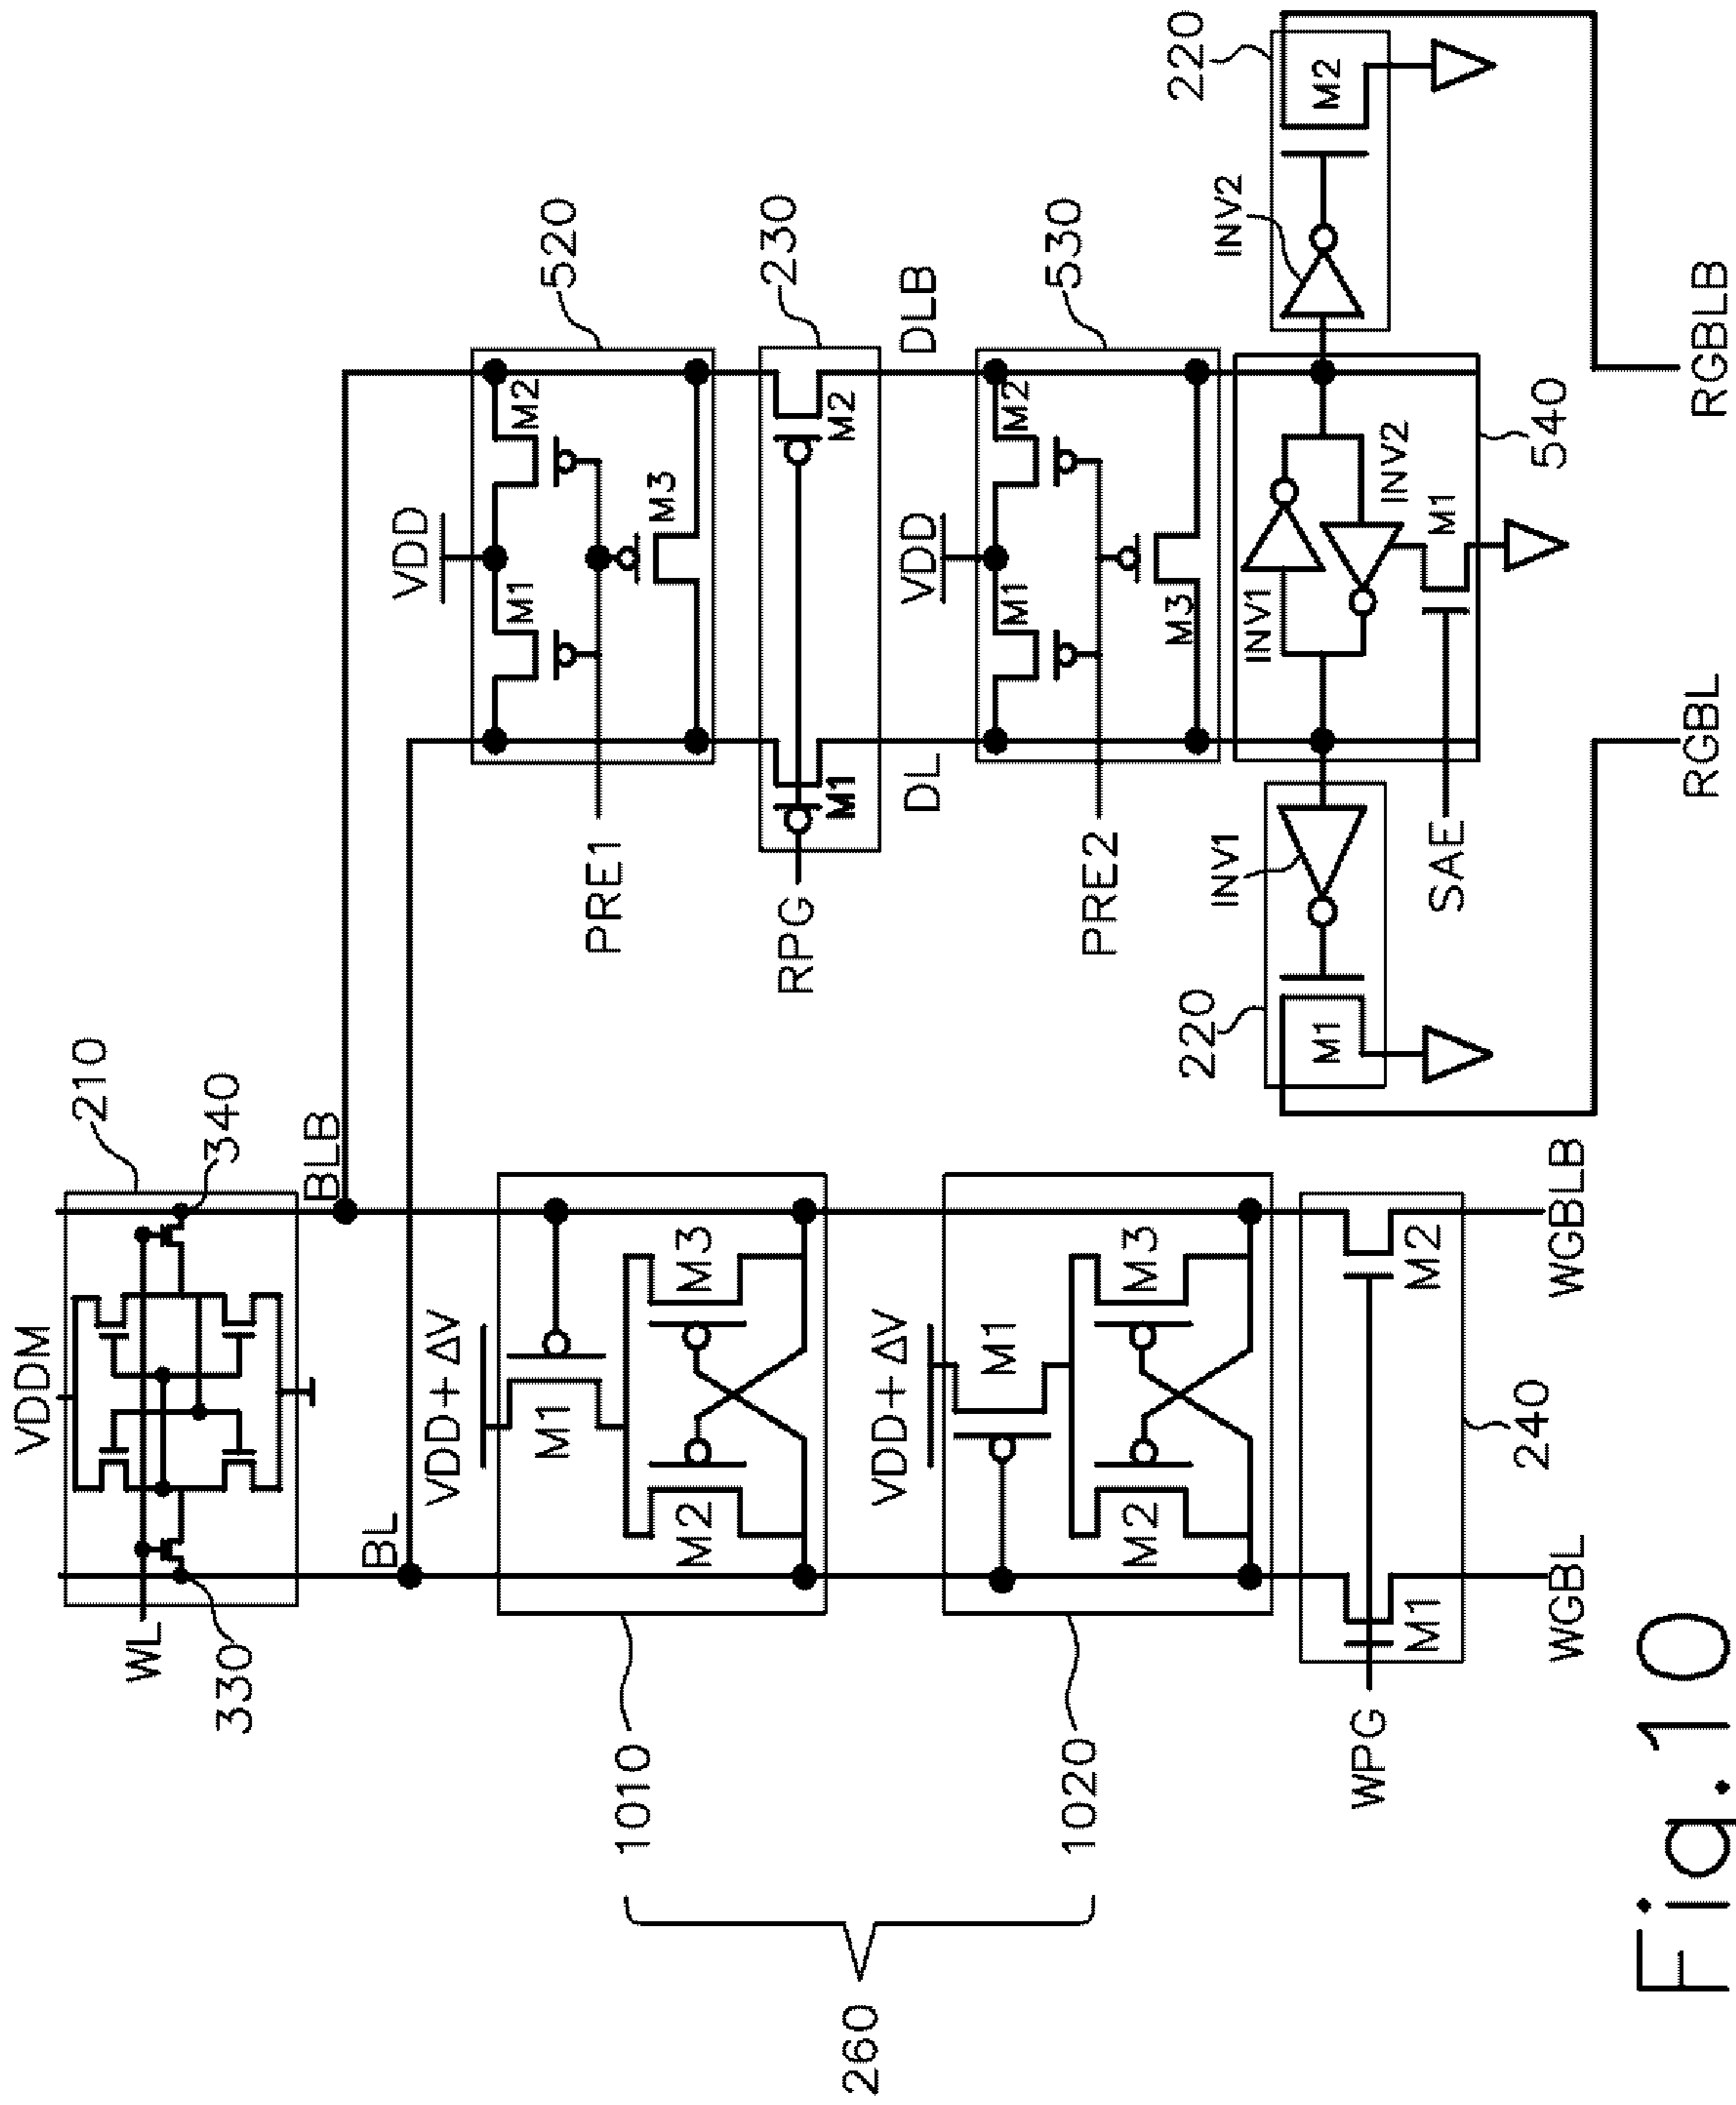 VDDM
210
WL
330
340
BL
BLB
VDD+ΔV
M1
M2
M3
1010
VDD+ΔV
M1
M2
M3
1020
260
WPG
M1
M2
240
WGBL
WGBLB
VDD
M1
M2
M3
520
PRE1
RPG
M1
M2
230
DL
DLB
VDD
M1
M2
M3
530
PRE2
INV1
INV2
M1
SAE
540
220
M1
INV1
220
M2
INV2
RGBL
RGBLB
Fig.10